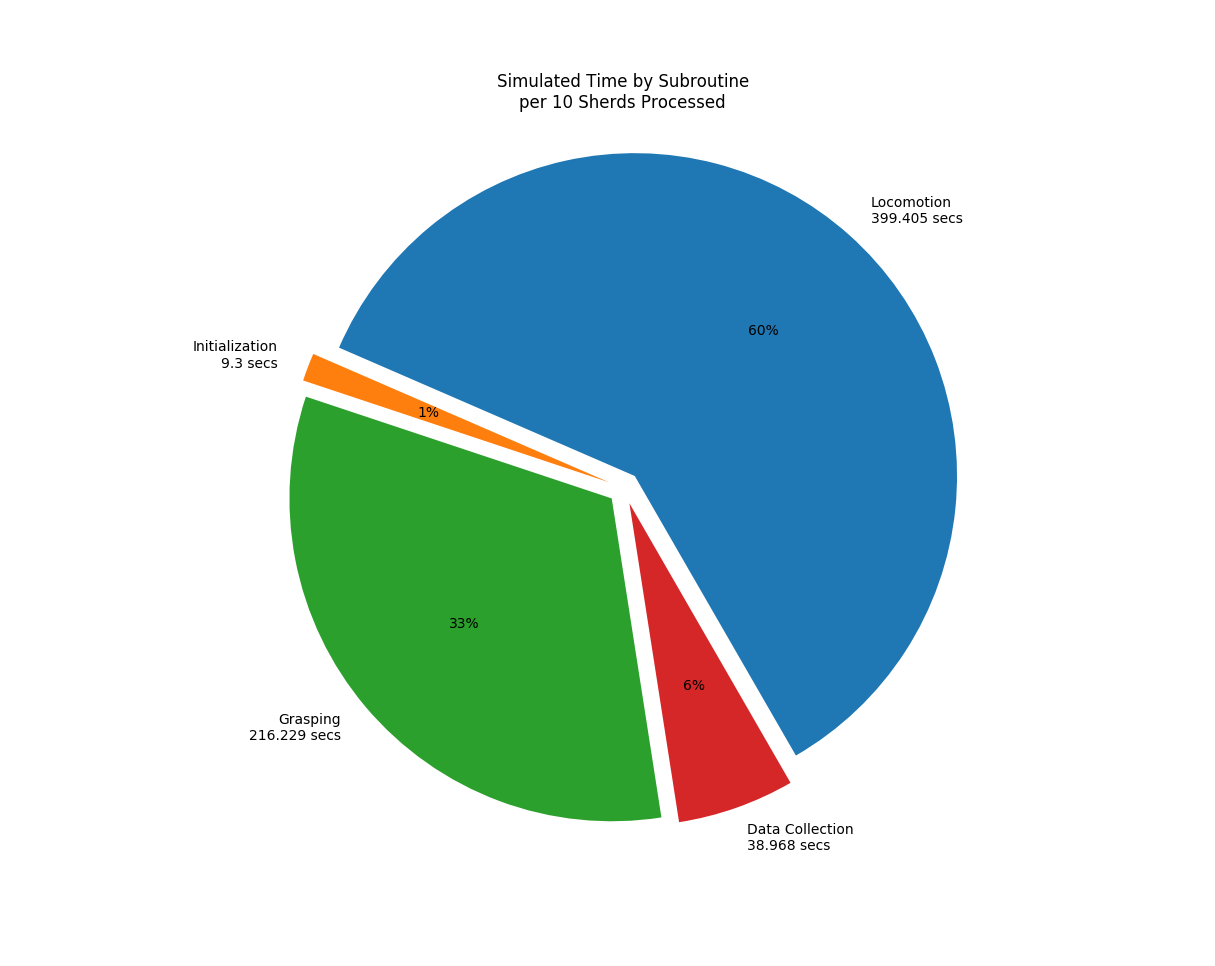 Simulated Time by Subroutine
per 10 Sherds Processed
Locomotion
399.405 secs
60%
Initialization
9.3 secs
1%
33%
Grasping
216.229 secs
6%
Data Collection
38.968 secs